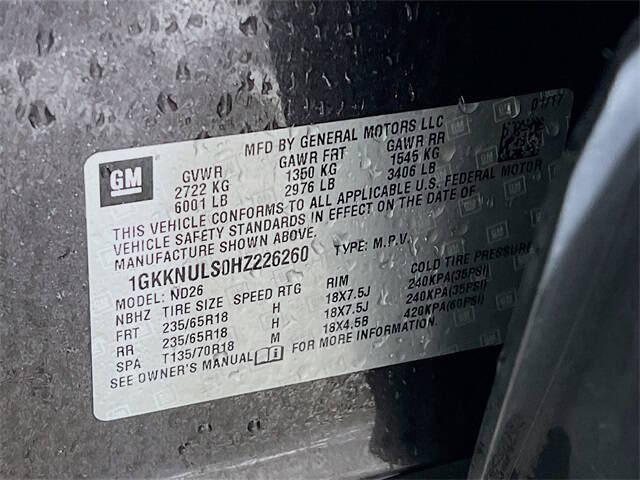 01/17
MFD BY GENERAL MOTORS LLC
GM
GVWR GAWR FRT GAWR RR
2722 KG 1350 KG 1545 KG
6001 LB 2976 LB 3406 LB
THIS VEHICLE CONFORMS TO ALL APPLICABLE U.S. FEDERAL MOTOR
VEHICLE SAFETY STANDARDS IN EFFECT ON THE DATE OF
MANUFACTURE SHOWN ABOVE.
1GKKNULS0HZ226260 TYPE: M.P.V.
MODEL: ND26
NBHZ TIRE SIZE SPEED RTG RIM COLD TIRE PRESSURE
FRT 235/65R18 H 18X7.5J 240KPA(35PSI)
RR 235/65R18 H 18X7.5J 240KPA(35PSI)
SPA T135/70R18 M 18X4.5B 420KPA(60PSI)
SEE OWNER'S MANUAL FOR MORE INFORMATION.